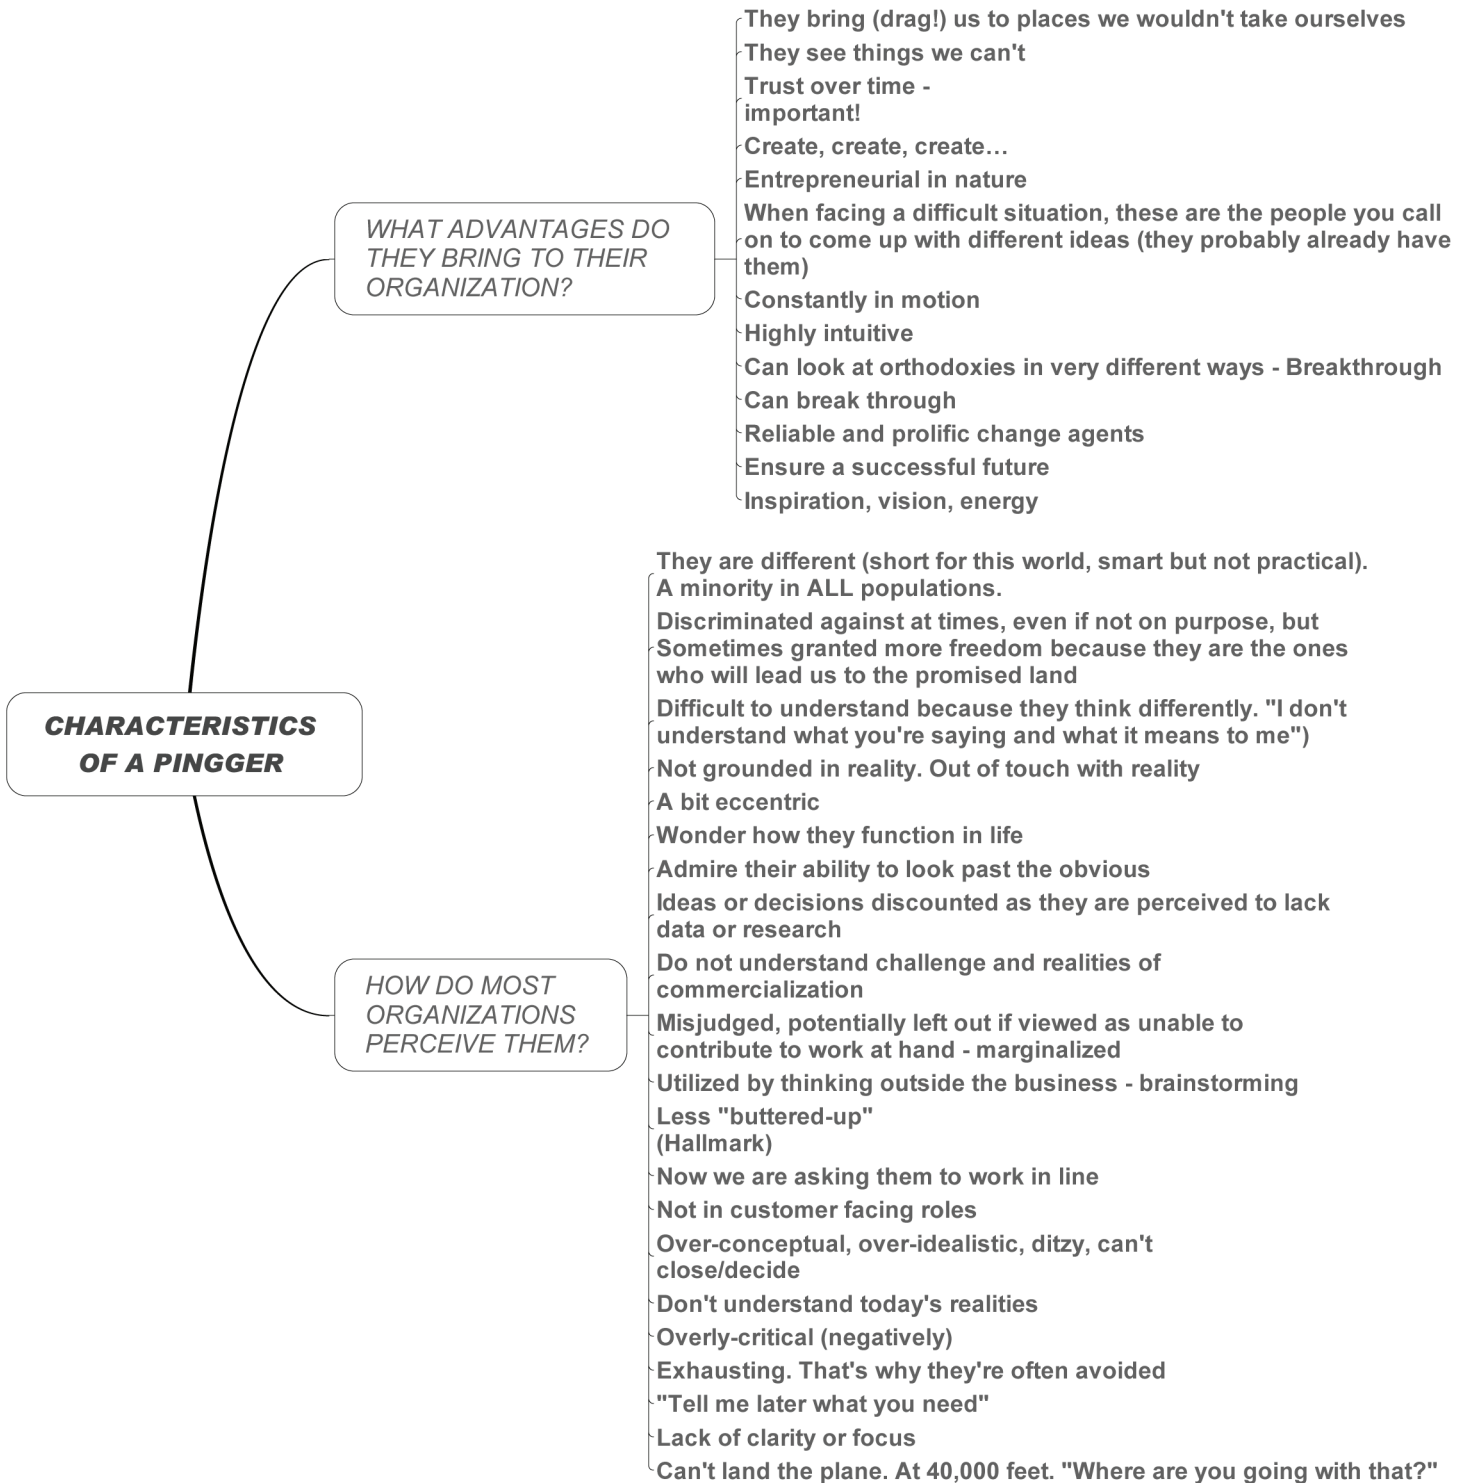 They bring (drag!) us to places we wouldn't take ourselves
They see things we can't
Trust over time -
important!
Create, create, create…
Entrepreneurial in nature
WHAT ADVANTAGES DO
THEY BRING TO THEIR
ORGANIZATION?
When facing a difficult situation, these are the people you call
on to come up with different ideas (they probably already have
them)
Constantly in motion
Highly intuitive
Can look at orthodoxies in very different ways - Breakthrough
Can break through
Reliable and prolific change agents
Ensure a successful future
Inspiration, vision, energy
CHARACTERISTICS
OF A PINGGER
They are different (short for this world, smart but not practical).
A minority in ALL populations.
Discriminated against at times, even if not on purpose, but
Sometimes granted more freedom because they are the ones
who will lead us to the promised land
Difficult to understand because they think differently. "I don't
understand what you're saying and what it means to me")
Not grounded in reality. Out of touch with reality
A bit eccentric
Wonder how they function in life
Admire their ability to look past the obvious
Ideas or decisions discounted as they are perceived to lack
data or research
HOW DO MOST
ORGANIZATIONS
PERCEIVE THEM?
Do not understand challenge and realities of
commercialization
Misjudged, potentially left out if viewed as unable to
contribute to work at hand - marginalized
Utilized by thinking outside the business - brainstorming
Less "buttered-up"
(Hallmark)
Now we are asking them to work in line
Not in customer facing roles
Over-conceptual, over-idealistic, ditzy, can't
close/decide
Don't understand today's realities
Overly-critical (negatively)
Exhausting. That's why they're often avoided
"Tell me later what you need"
Lack of clarity or focus
Can't land the plane. At 40,000 feet. "Where are you going with that?"